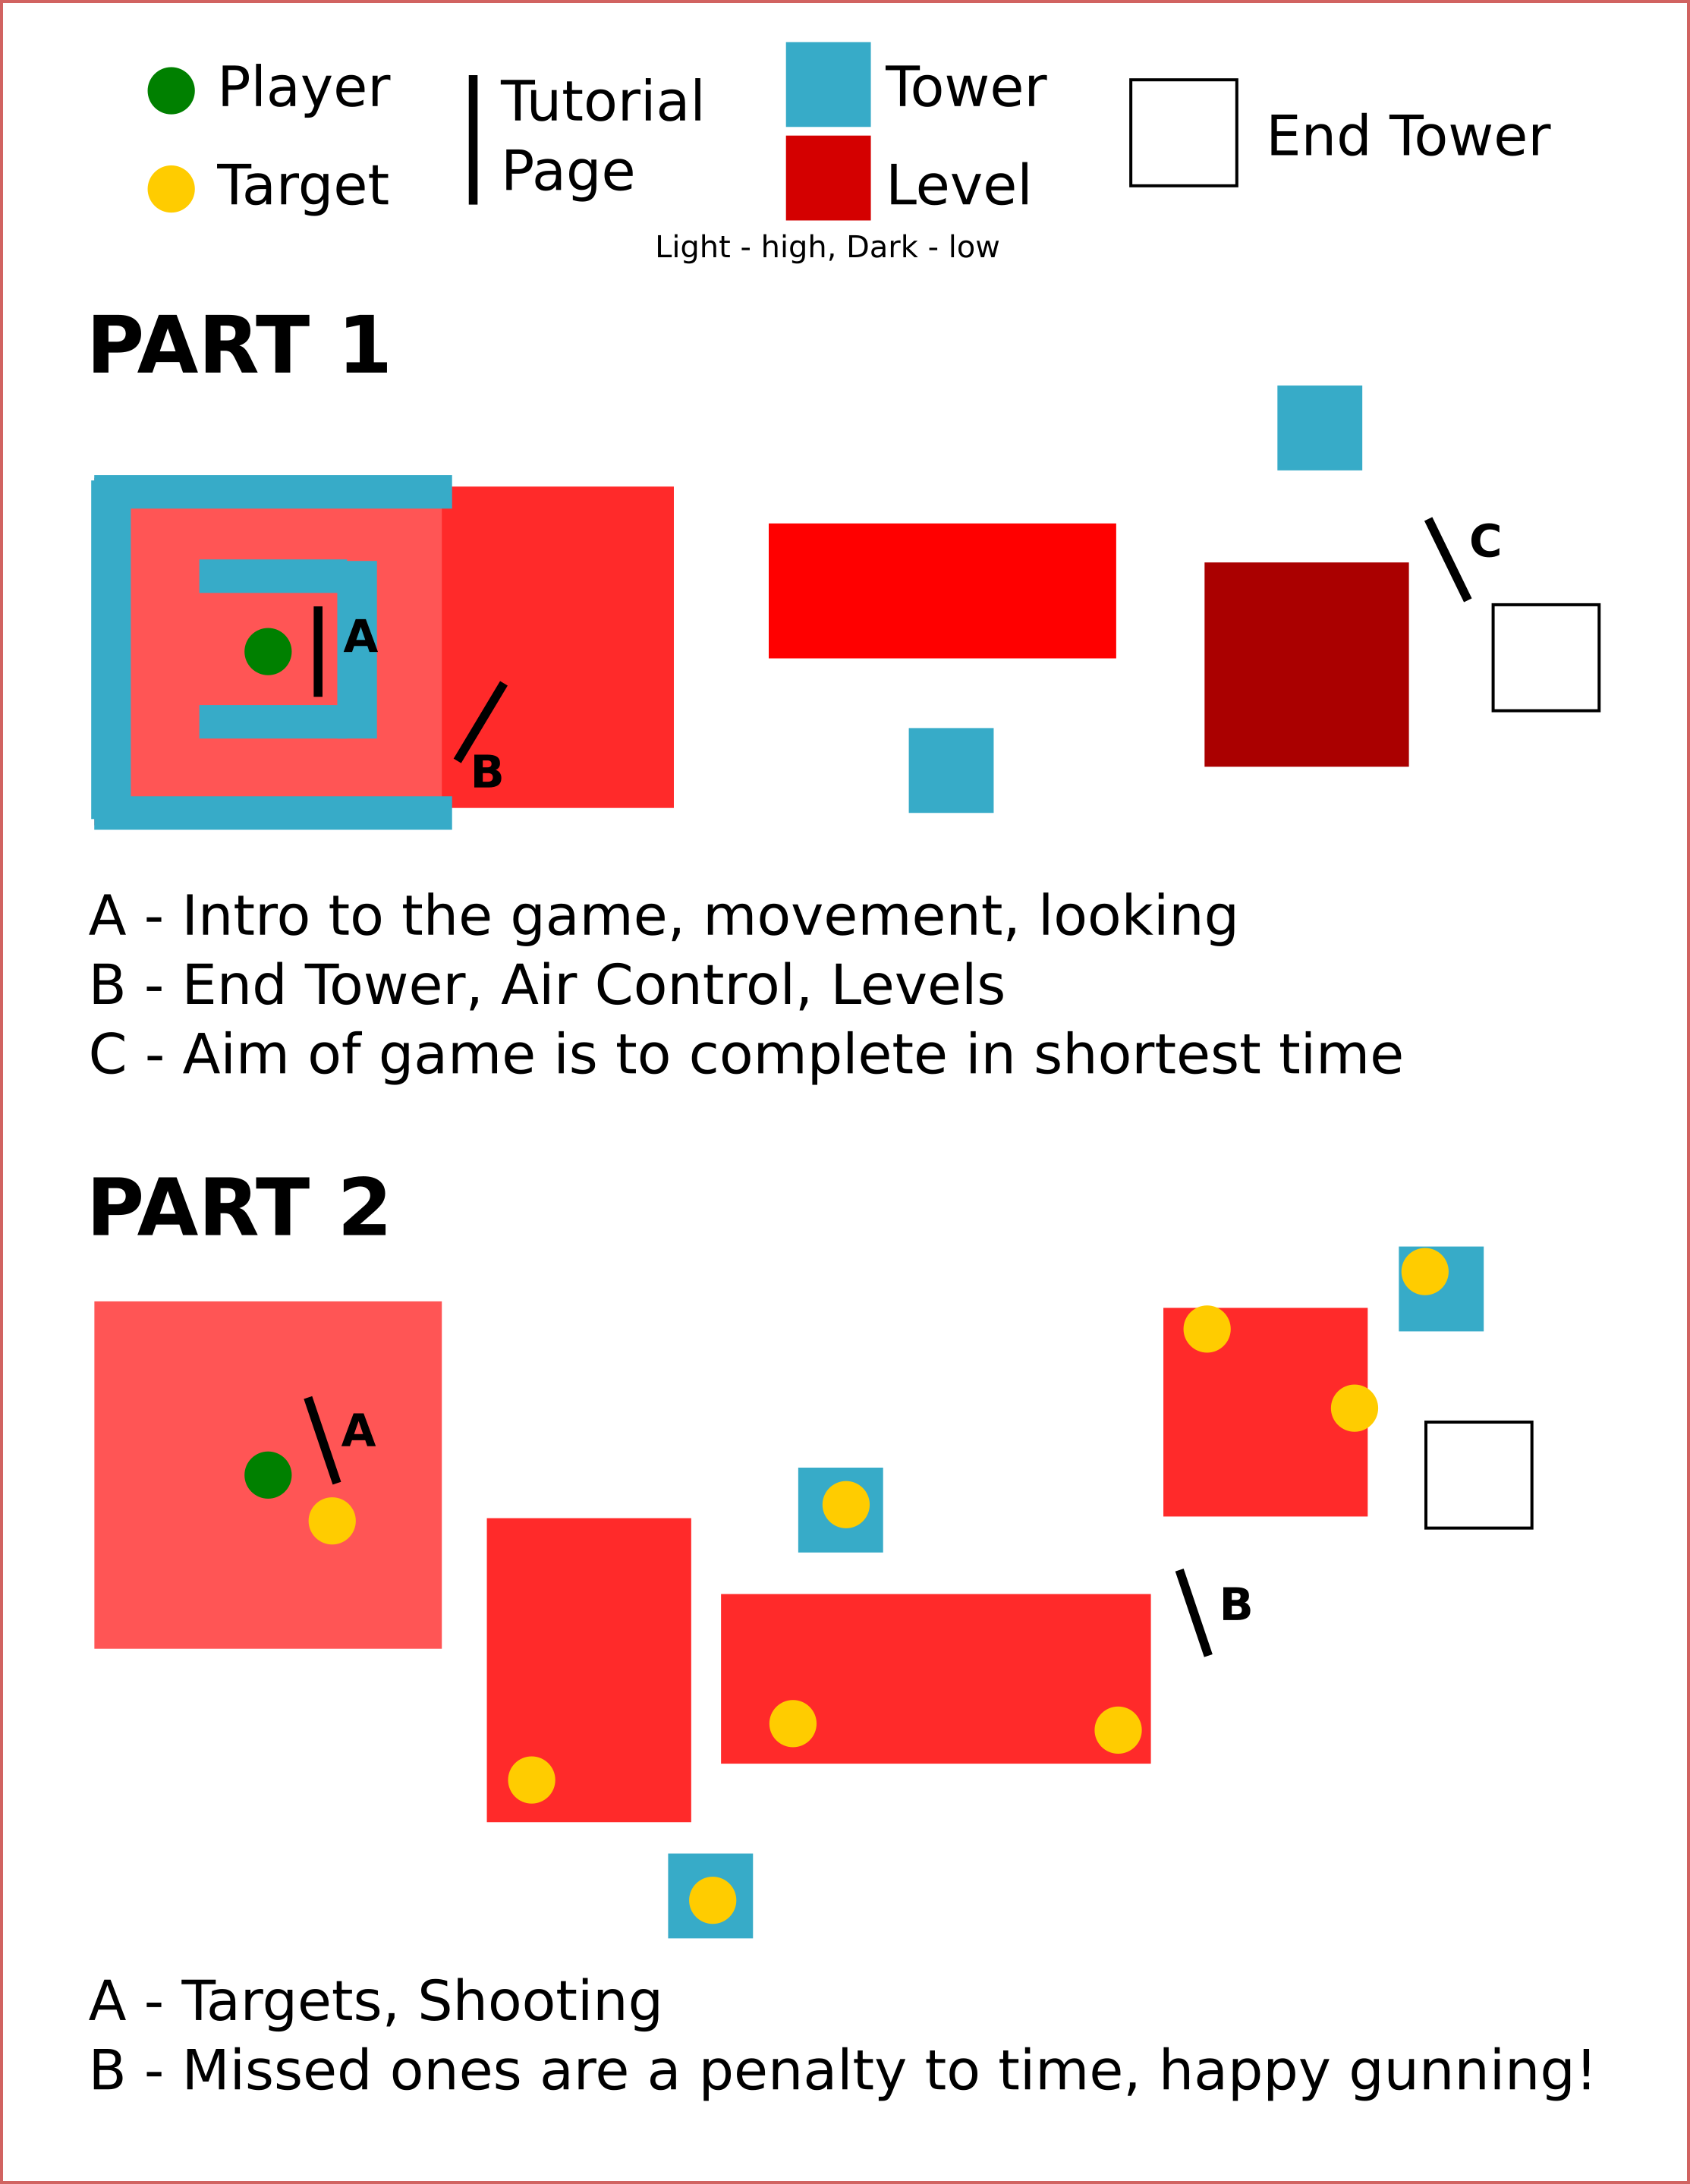 Player
Target
Tutorial
Page
Tower
Level
End Tower
Light - high, Dark - low
PART 1
A
B
C
A - Intro to the game, movement, looking
B - End Tower, Air Control, Levels
C - Aim of game is to complete in shortest time
PART 2
A
B
A - Targets, Shooting
B - Missed ones are a penalty to time, happy gunning!